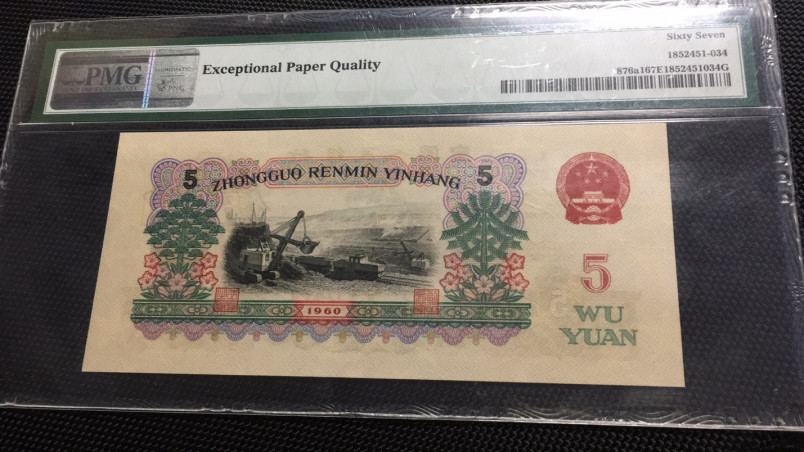 Sixty Seven
PMG
Exceptional Paper Quality
1852451-034
876a167E1852451034G
5 ZHONGGUO RENMIN YINHANG 5
5
1960
WU
YUAN